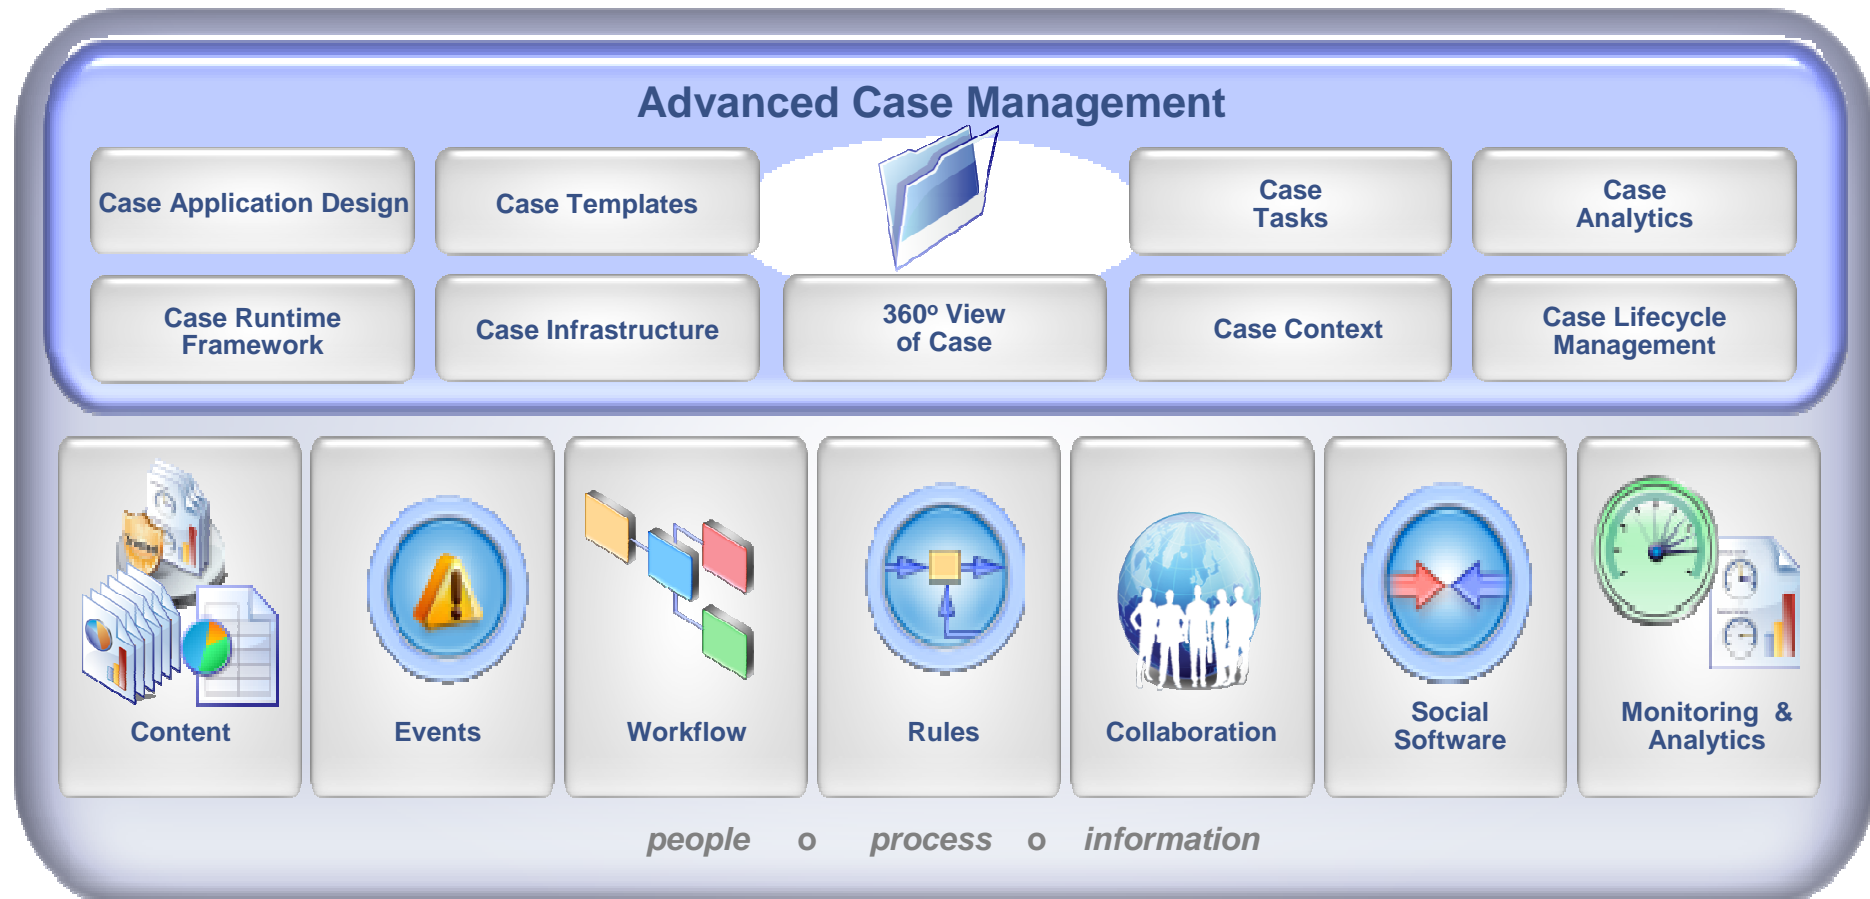 Advanced Case Management
Case Application Design
Case Templates
Case
Tasks
Case
Analytics
Case Runtime
Framework
Case Infrastructure
360º View
of Case
Case Context
Case Lifecycle
Management
Content
Events
Workflow
Rules
Collaboration
Social
Software
Monitoring &
Analytics
people o process o information